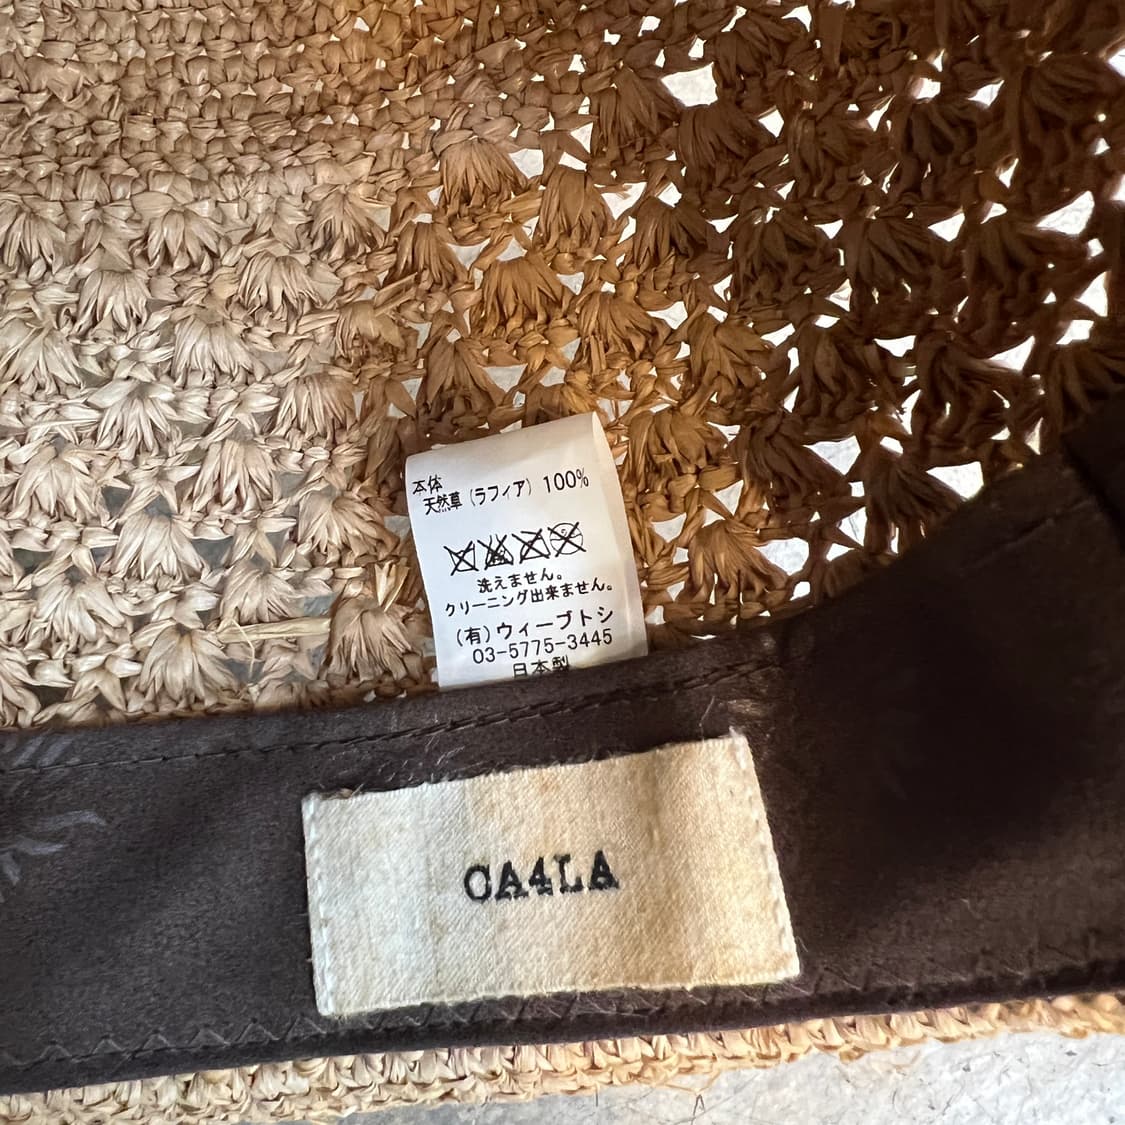 本体
天然草（ラフィア）100%
洗えません。
クリーニング出来ません。
(有)ウィーブトシ
03-5775-3445
日本製
CA4LA